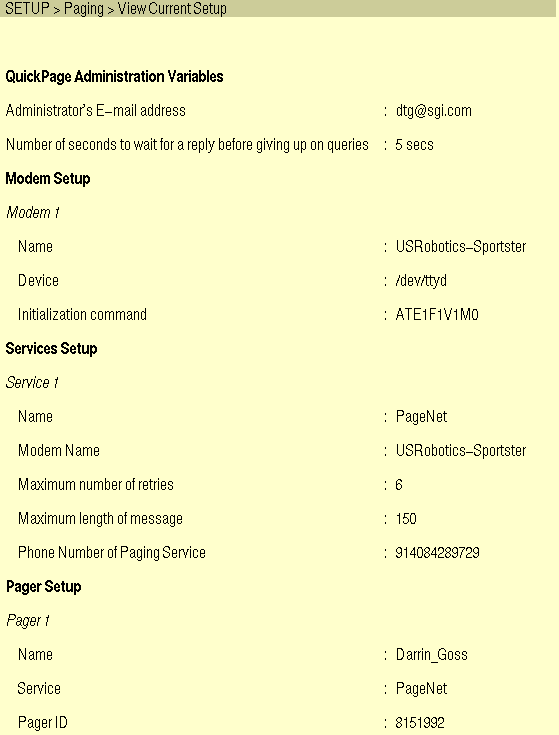 SETUP > Paging > View Current Setup
QuickPage Administration Variables
Administrator's E-mail address : dtg@sgi.com
Number of seconds to wait for a reply before giving up on queries : 5 secs
Modem Setup
Modem 1
Name : USRobotics-Sportster
Device : /dev/ttyd
Initialization command : ATE1F1V1M0
Services Setup
Service 1
Name : PageNet
Modem Name : USRobotics-Sportster
Maximum number of retries : 6
Maximum length of message : 150
Phone Number of Paging Service : 914084289729
Pager Setup
Pager 1
Name : Darrin_Goss
Service : PageNet
Pager ID : 8151992